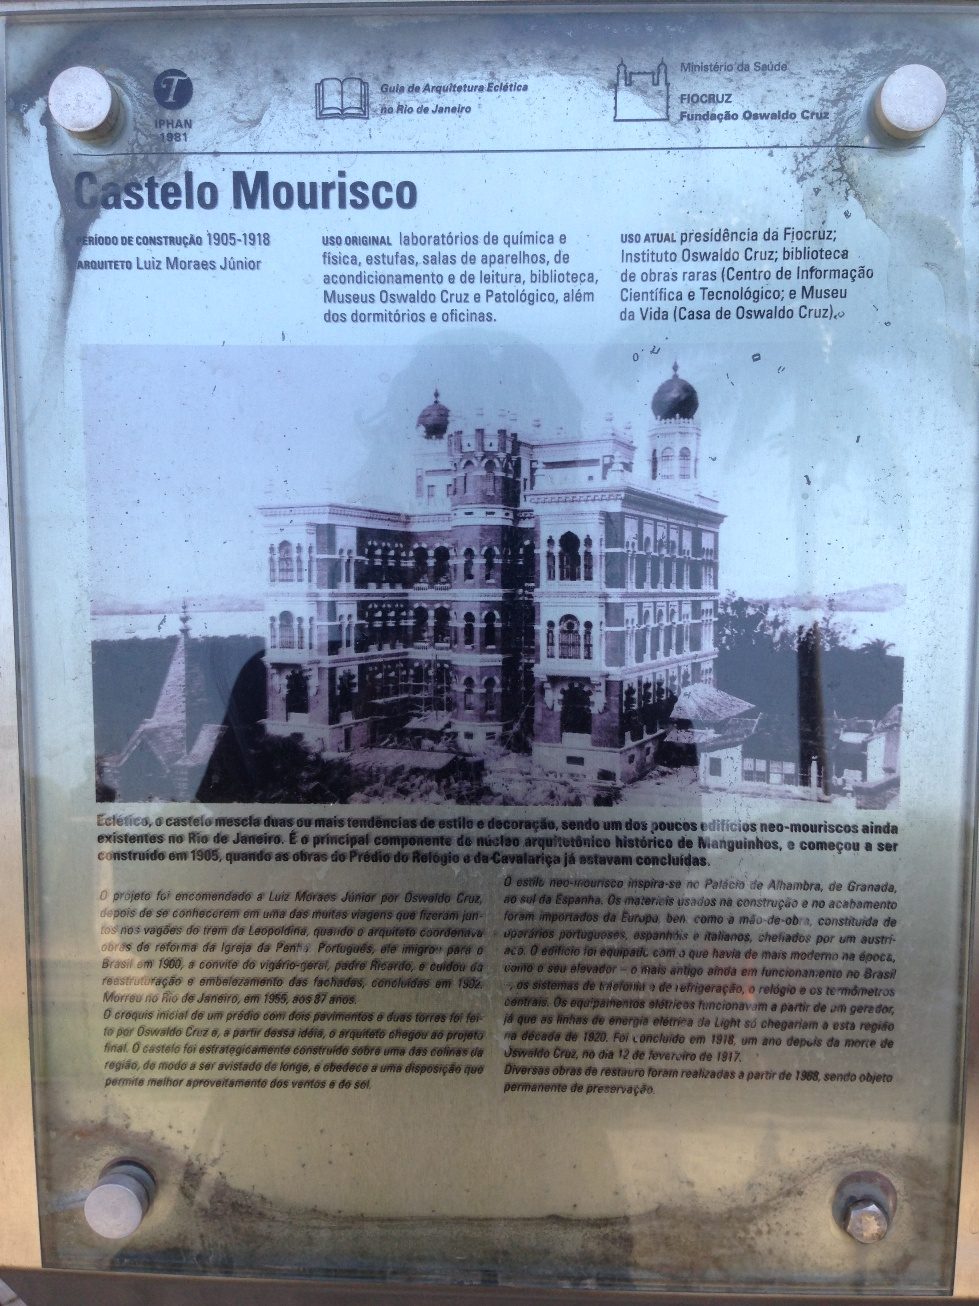 IPHAN
1981
Guia de Arquitetura Eclética
no Rio de Janeiro
Ministério da Saúde
FIOCRUZ
Fundação Oswaldo Cruz
Castelo Mourisco
PERÍODO DE CONSTRUÇÃO 1905-1918
ARQUITETO Luiz Moraes Júnior
USO ORIGINAL laboratórios de química e
física, estufas, salas de aparelhos, de
acondicionamento e de leitura, biblioteca,
Museus Oswaldo Cruz e Patológico, além
dos dormitórios e oficinas.
USO ATUAL presidência da Fiocruz;
Instituto Oswaldo Cruz; biblioteca
de obras raras (Centro de Informação
Científica e Tecnológico; e Museu
da Vida (Casa de Oswaldo Cruz).
Eclético, o castelo mescla duas ou mais tendências de estilo e decoração, sendo um dos poucos edifícios neo-mouriscos ainda
existentes no Rio de Janeiro. É o principal componente do núcleo arquitetônico histórico de Manguinhos, e começou a ser
construído em 1905, quando as obras do Prédio do Relógio e da Cavalariça já estavam concluídas.
O projeto foi encomendado a Luiz Moraes Júnior por Oswaldo Cruz,
depois de se conhecerem em uma das muitas viagens que fizeram jun-
tos nos vagões do trem da Leopoldina, quando o arquiteto coordenava
obras de reforma da Igreja da Penha. Português, ele migrou para o
Brasil em 1900, a convite do vigário-geral, padre Ricardo, e cuidou da
reestruturação e embelezamento das fachadas, concluídas em 1902.
Morreu no Rio de Janeiro, em 1955, aos 87 anos.
O croquis inicial de um prédio com dois pavimentos e duas torres foi fei-
to por Oswaldo Cruz e, a partir dessa idéia, o arquiteto chegou ao projeto
final. O castelo foi estrategicamente construído sobre uma das colinas da
região, de modo a ser avistado de longe, e obedece a uma disposição que
permite melhor aproveitamento dos ventos e do sol.
O estilo neo-mourisco inspira-se no Palácio de Alhambra, de Granada,
ao sul da Espanha. Os materiais usados na construção e no acabamento
foram importados da Europa, bem como a mão-de-obra, constituída de
operários portugueses, espanhóis e italianos, chefiados por um austrí-
aco. O edifício foi equipado com o que havia de mais moderno na época,
como o seu elevador – o mais antigo ainda em funcionamento no Brasil
-, os sistemas de telefonia e de refrigeração, o relógio e os termômetros
centrais. Os equipamentos elétricos funcionavam a partir de um gerador,
já que as linhas de energia elétrica da Light só chegariam a esta região
na década de 1920. Foi concluído em 1918, um ano depois da morte de
Oswaldo Cruz, no dia 12 de fevereiro de 1917.
Diversas obras de restauro foram realizadas a partir de 1968, sendo objeto
permanente de preservação.